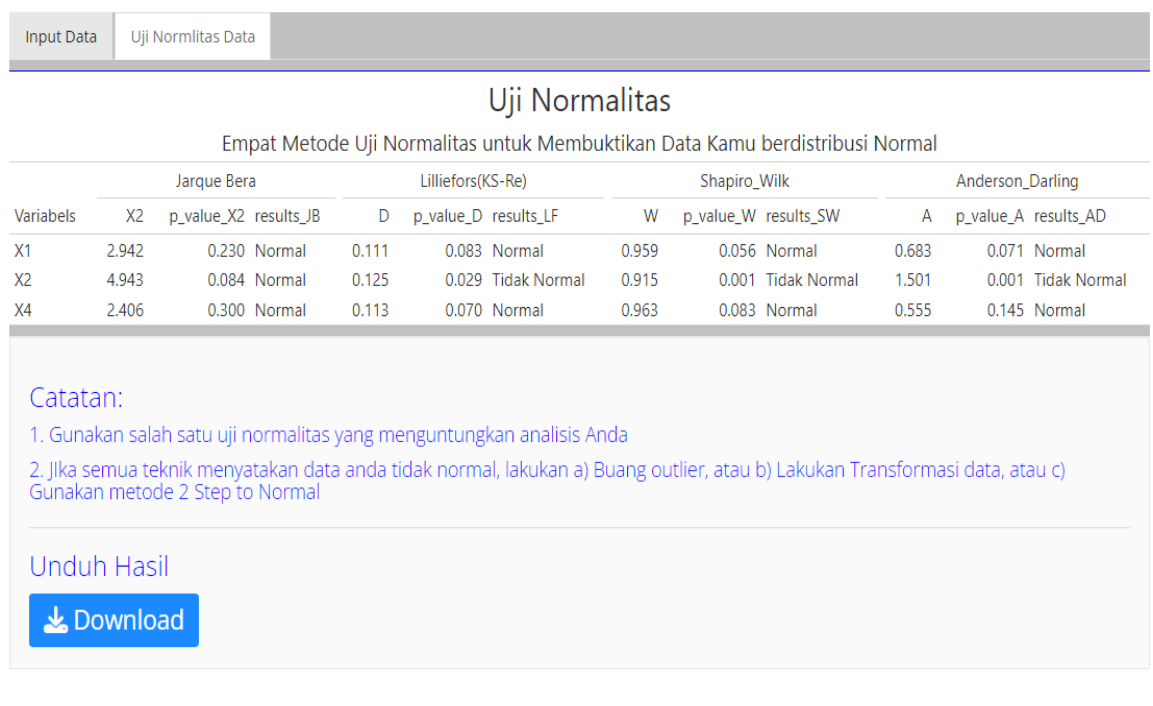 Input Data Uji Normlitas Data
Uji Normalitas
Empat Metode Uji Normalitas untuk Membuktikan Data Kamu berdistribusi Normal
Jarque Bera Lilliefors(KS-Re) Shapiro_Wilk Anderson_Darling
Variabels X2 p_value_X2 results_JB D p_value_D results_LF W p_value_W results_SW A p_value_A results_AD
X1 2.942 0.230 Normal 0.111 0.083 Normal 0.959 0.056 Normal 0.683 0.071 Normal
X2 4.943 0.084 Normal 0.125 0.029 Tidak Normal 0.915 0.001 Tidak Normal 1.501 0.001 Tidak Normal
X4 2.406 0.300 Normal 0.113 0.070 Normal 0.963 0.083 Normal 0.555 0.145 Normal
Catatan:
1. Gunakan salah satu uji normalitas yang menguntungkan analisis Anda
2. JIka semua teknik menyatakan data anda tidak normal, lakukan a) Buang outlier, atau b) Lakukan Transformasi data, atau c)
Gunakan metode 2 Step to Normal
Unduh Hasil
Download